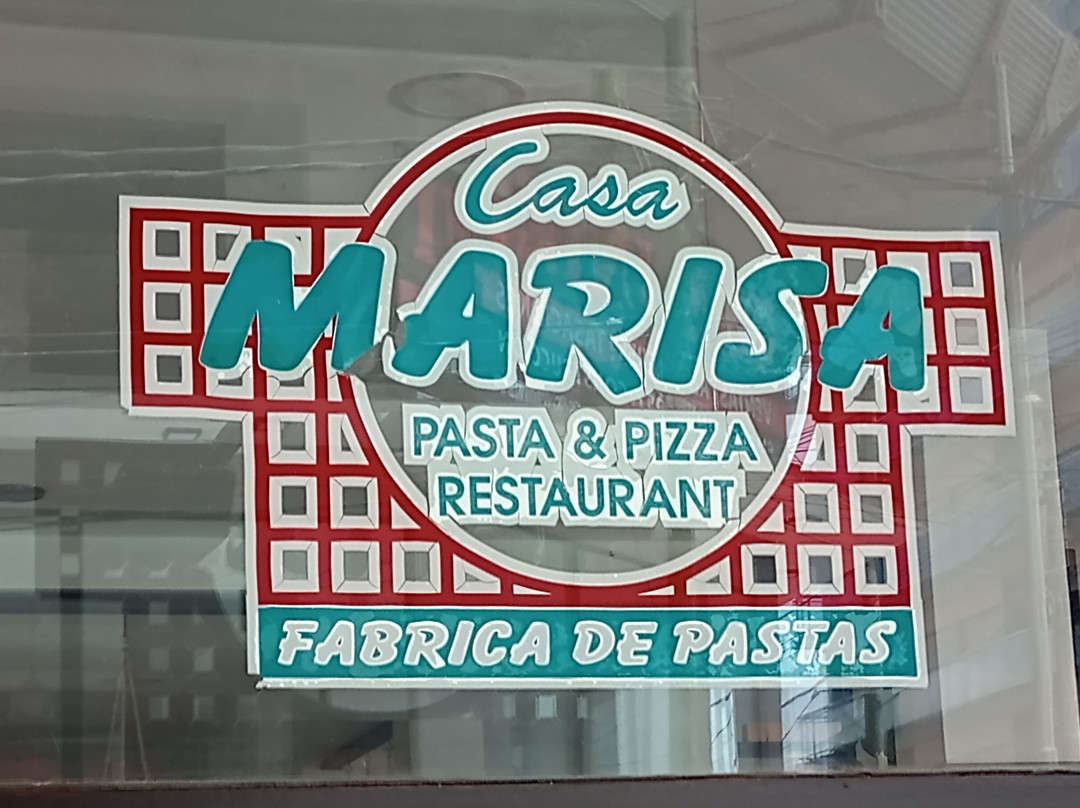 Casa
MARISA
PASTA & PIZZA
RESTAURANT
FABRICA DE PASTAS